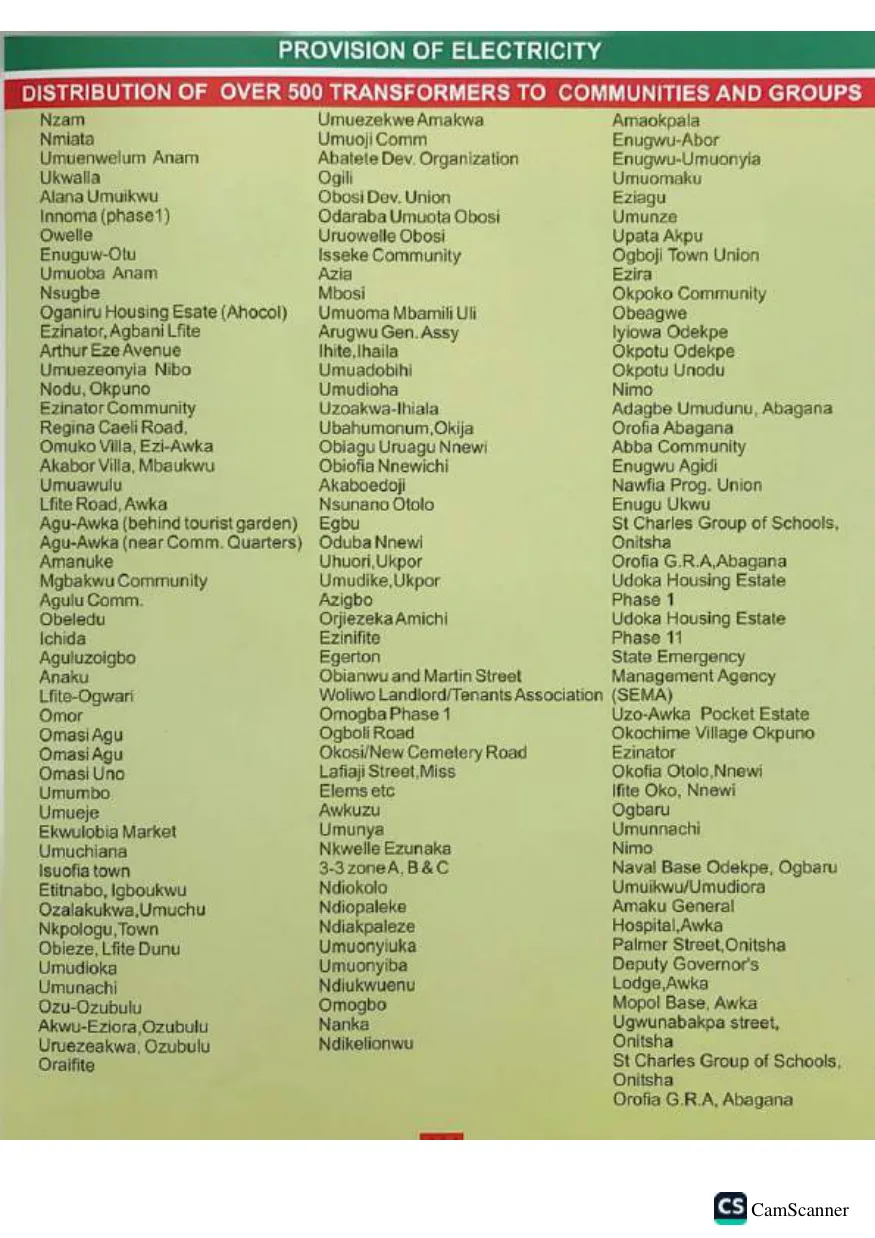 PROVISION OF ELECTRICITY
DISTRIBUTION OF OVER 500 TRANSFORMERS TO COMMUNITIES AND GROUPS
Nzam
Nmiata
Umuenwelum Anam
Ukwalla
Alana Umuikwu
Innoma (phase1)
Owelle
Enuguw-Otu
Umuoba Anam
Nsugbe
Oganiru Housing Esate (Ahocol)
Ezinator, Agbani Lfite
Arthur Eze Avenue
Umuezeonyia Nibo
Nodu, Okpuno
Ezinator Community
Regina Caeli Road,
Omuko Villa, Ezi-Awka
Akabor Villa, Mbaukwu
Umuawulu
Lfite Road, Awka
Agu-Awka (behind tourist garden)
Agu-Awka (near Comm. Quarters)
Amanuke
Mgbakwu Community
Agulu Comm.
Obeledu
Ichida
Aguluzoigbo
Anaku
Lfite-Ogwari
Omor
Omasi Agu
Omasi Agu
Omasi Uno
Umumbo
Umueje
Ekwulobia Market
Umuchiana
Isuofia town
Etitnabo, Igboukwu
Ozalakukwa,Umuchu
Nkpologu,Town
Obieze, Lfite Dunu
Umudioka
Umunachi
Ozu-Ozubulu
Akwu-Eziora,Ozubulu
Uruezeakwa, Ozubulu
Oraifite
Umuezekwe Amakwa
Umuoji Comm
Abatete Dev. Organization
Ogili
Obosi Dev. Union
Odaraba Umuota Obosi
Uruowelle Obosi
Isseke Community
Azia
Mbosi
Umuoma Mbamili Uli
Arugwu Gen. Assy
Ihite,Ihaila
Umuadobihi
Umudioha
Uzoakwa-Ihiala
Ubahumonum,Okija
Obiagu Uruagu Nnewi
Obiofia Nnewichi
Akaboedoji
Nsunano Otolo
Egbu
Oduba Nnewi
Uhuori,Ukpor
Umudike,Ukpor
Azigbo
Orjiezeka Amichi
Ezinifite
Egerton
Obianwu and Martin Street
Woliwo Landlord/Tenants Association
Omogba Phase 1
Ogboli Road
Okosi/New Cemetery Road
Lafiaji Street,Miss
Elems etc
Awkuzu
Umunya
Nkwelle Ezunaka
3-3 zone A, B & C
Ndiokolo
Ndiopaleke
Ndiakpaleze
Umuonyiuka
Umuonyiba
Ndiukwuenu
Omogbo
Nanka
Ndikelionwu
Amaokpala
Enugwu-Abor
Enugwu-Umuonyia
Umuomaku
Eziagu
Umunze
Upata Akpu
Ogboji Town Union
Ezira
Okpoko Community
Obeagwe
Iyiowa Odekpe
Okpotu Odekpe
Okpotu Unodu
Nimo
Adagbe Umudunu, Abagana
Orofia Abagana
Abba Community
Enugwu Agidi
Nawfia Prog. Union
Enugu Ukwu
St Charles Group of Schools,
Onitsha
Orofia G.R.A,Abagana
Udoka Housing Estate
Phase 1
Udoka Housing Estate
Phase 11
State Emergency
Management Agency
(SEMA)
Uzo-Awka Pocket Estate
Okochime Village Okpuno
Ezinator
Okofia Otolo,Nnewi
Ifite Oko, Nnewi
Ogbaru
Umunnachi
Nimo
Naval Base Odekpe, Ogbaru
Umuikwu/Umudiora
Amaku General
Hospital,Awka
Palmer Street,Onitsha
Deputy Governor's
Lodge,Awka
Mopol Base, Awka
Ugwunabakpa street,
Onitsha
St Charles Group of Schools,
Onitsha
Orofia G.R.A, Abagana
CS CamScanner